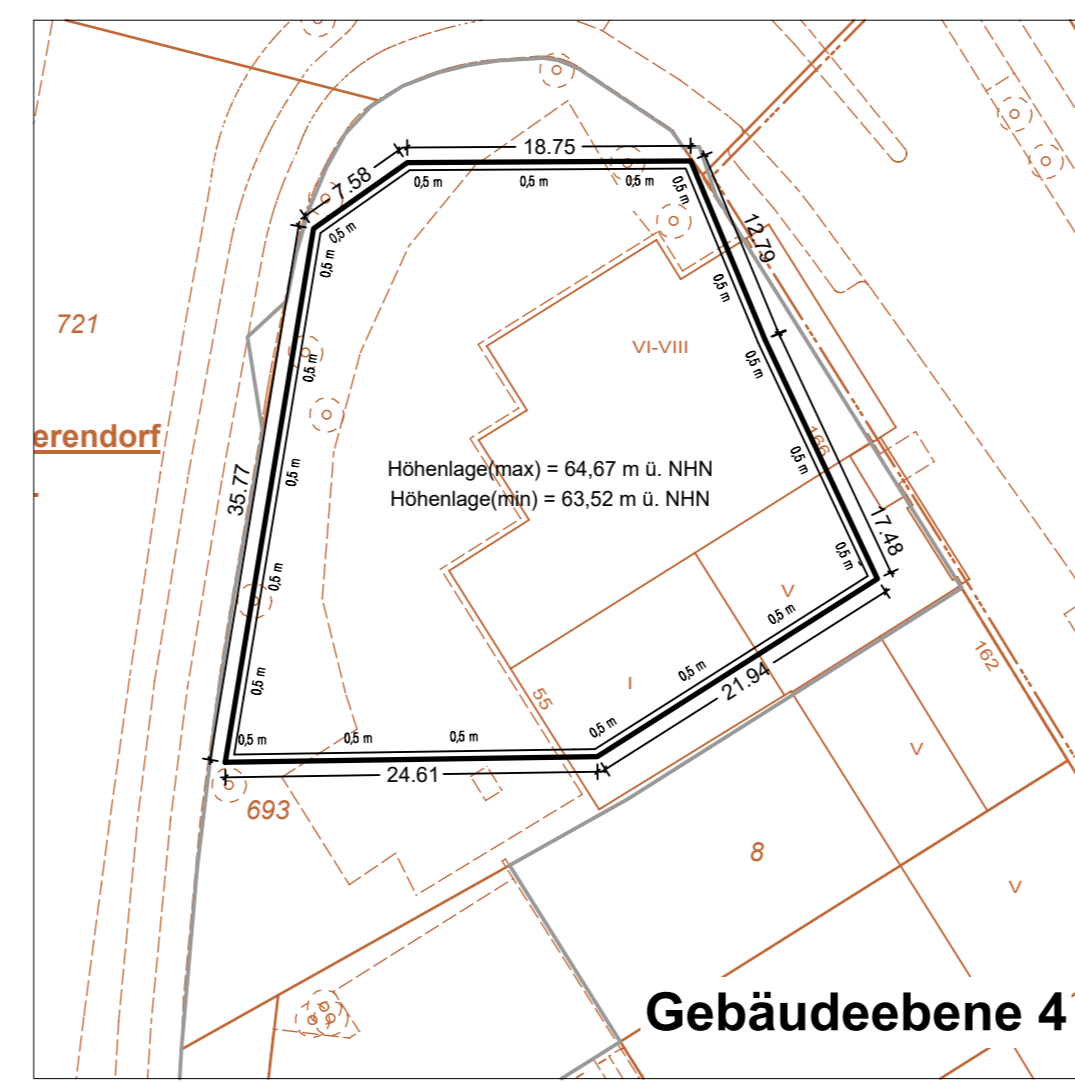 18.75
7.58
0,5 m
0,5 m
0,5 m
0,5 m
0,5 m
12.79
0,5 m
0,5 m
721
VI-VIII
0,5 m
0,5 m
erendorf
166
0,5 m
Höhenlage(max) = 64,67 m ü. NHN
0,5 m
35.77
Höhenlage(min) = 63,52 m ü. NHN
17.48
0,5 m
0,5 m
V
0,5 m
162
0,5 m
0,5 m
21.94
I
55
0,5 m
0,5 m
0,5 m
0,5 m
V
24.61
693
8
V
Gebäudeebene 4